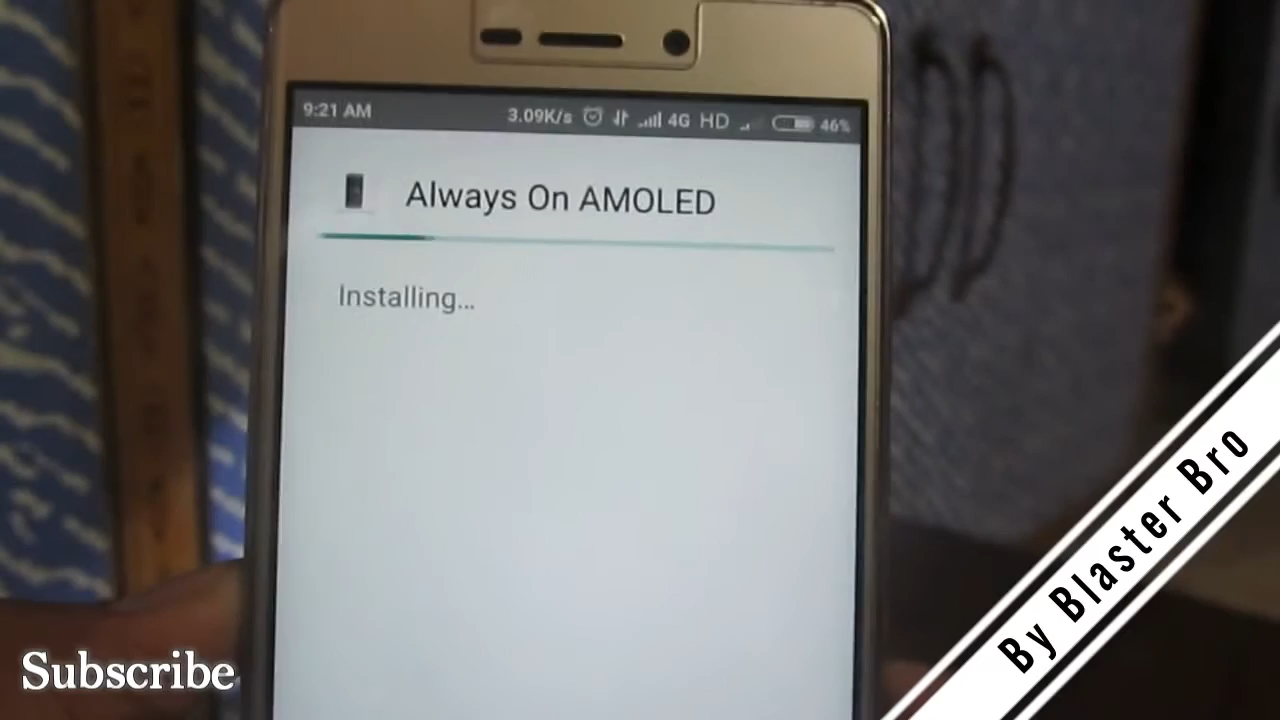 9:21 AM 3.09K/s 4G HD 46%
Always On AMOLED
Installing...
By Blaster Bro
Subscribe